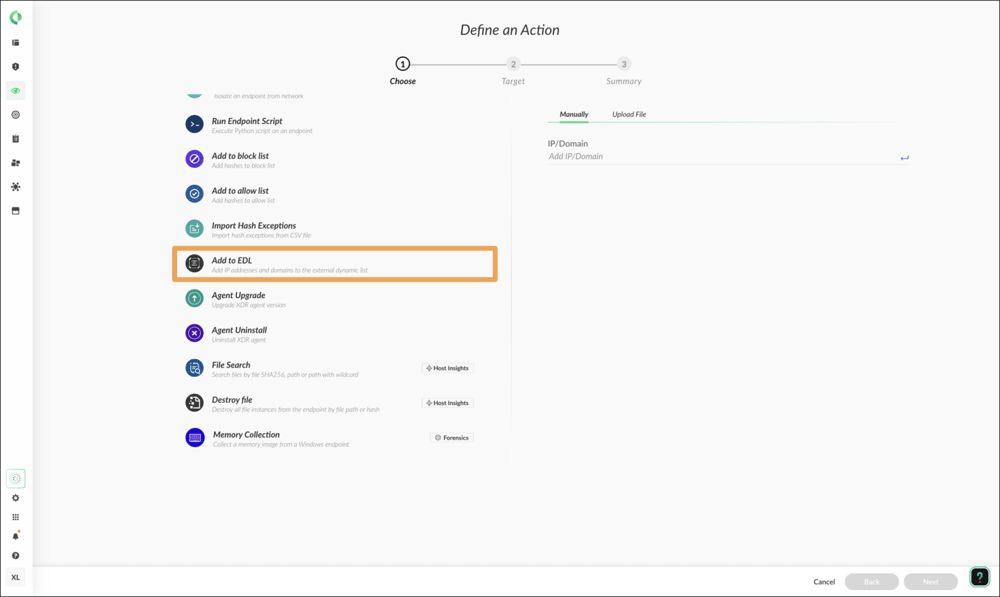 Define an Action
1
2
3
Choose
Target
Summary
Isolate an endpoint from network
Run Endpoint Script
Execute Python script on an endpoint
Add to block list
Add hashes to block list
Add to allow list
Add hashes to allow list
Import Hash Exceptions
Import hash exceptions from CSV file
Add to EDL
Add IP addresses and domains to the external dynamic list
Agent Upgrade
Upgrade XDR agent version
Agent Uninstall
Uninstall XDR agent
File Search
Search files by file SHA256, path or path with wildcard
Host Insights
Destroy file
Destroy all file instances from the endpoint by file path or hash
Host Insights
Memory Collection
Collect a memory image from a Windows endpoint
Forensics
Manually
Upload File
IP/Domain
Add IP/Domain
XL
Cancel
Back
Next
?